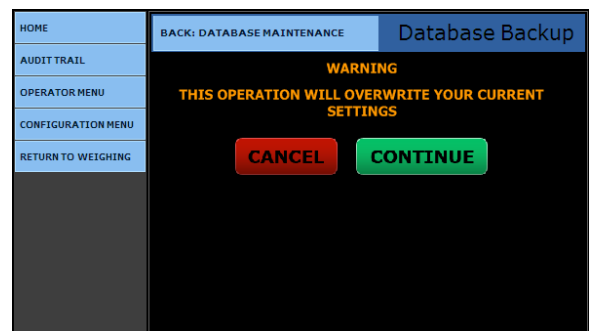 HOME
AUDIT TRAIL
OPERATOR MENU
CONFIGURATION MENU
RETURN TO WEIGHING
BACK: DATABASE MAINTENANCE
Database Backup
WARNING
THIS OPERATION WILL OVERWRITE YOUR CURRENT
SETTINGS
CANCEL
CONTINUE